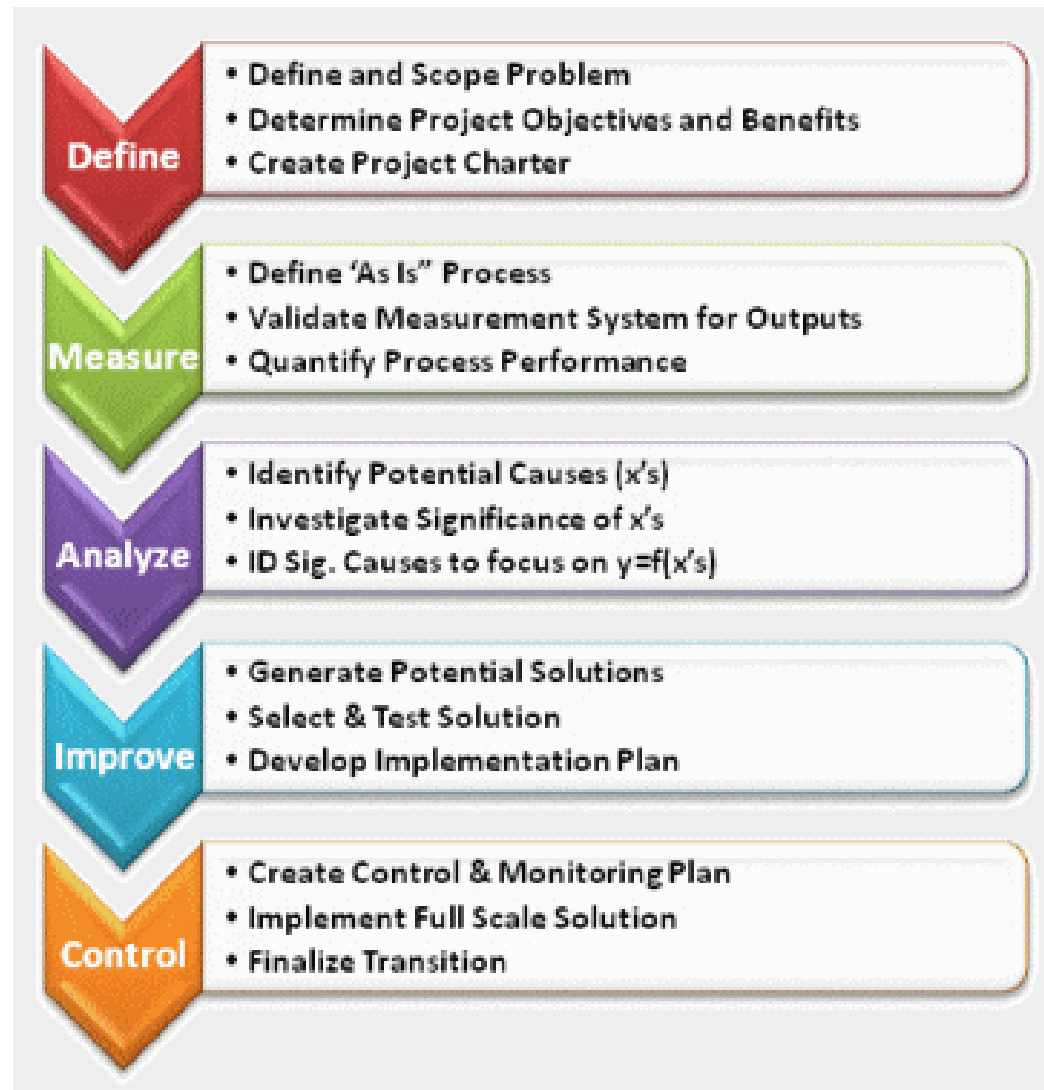 Define
• Define and Scope Problem
• Determine Project Objectives and Benefits
• Create Project Charter
Measure
• Define ‘As Is” Process
• Validate Measurement System for Outputs
• Quantify Process Performance
Analyze
• Identify Potential Causes (x’s)
• Investigate Significance of x’s
• ID Sig. Causes to focus on y=f(x’s)
Improve
• Generate Potential Solutions
• Select & Test Solution
• Develop Implementation Plan
Control
• Create Control & Monitoring Plan
• Implement Full Scale Solution
• Finalize Transition